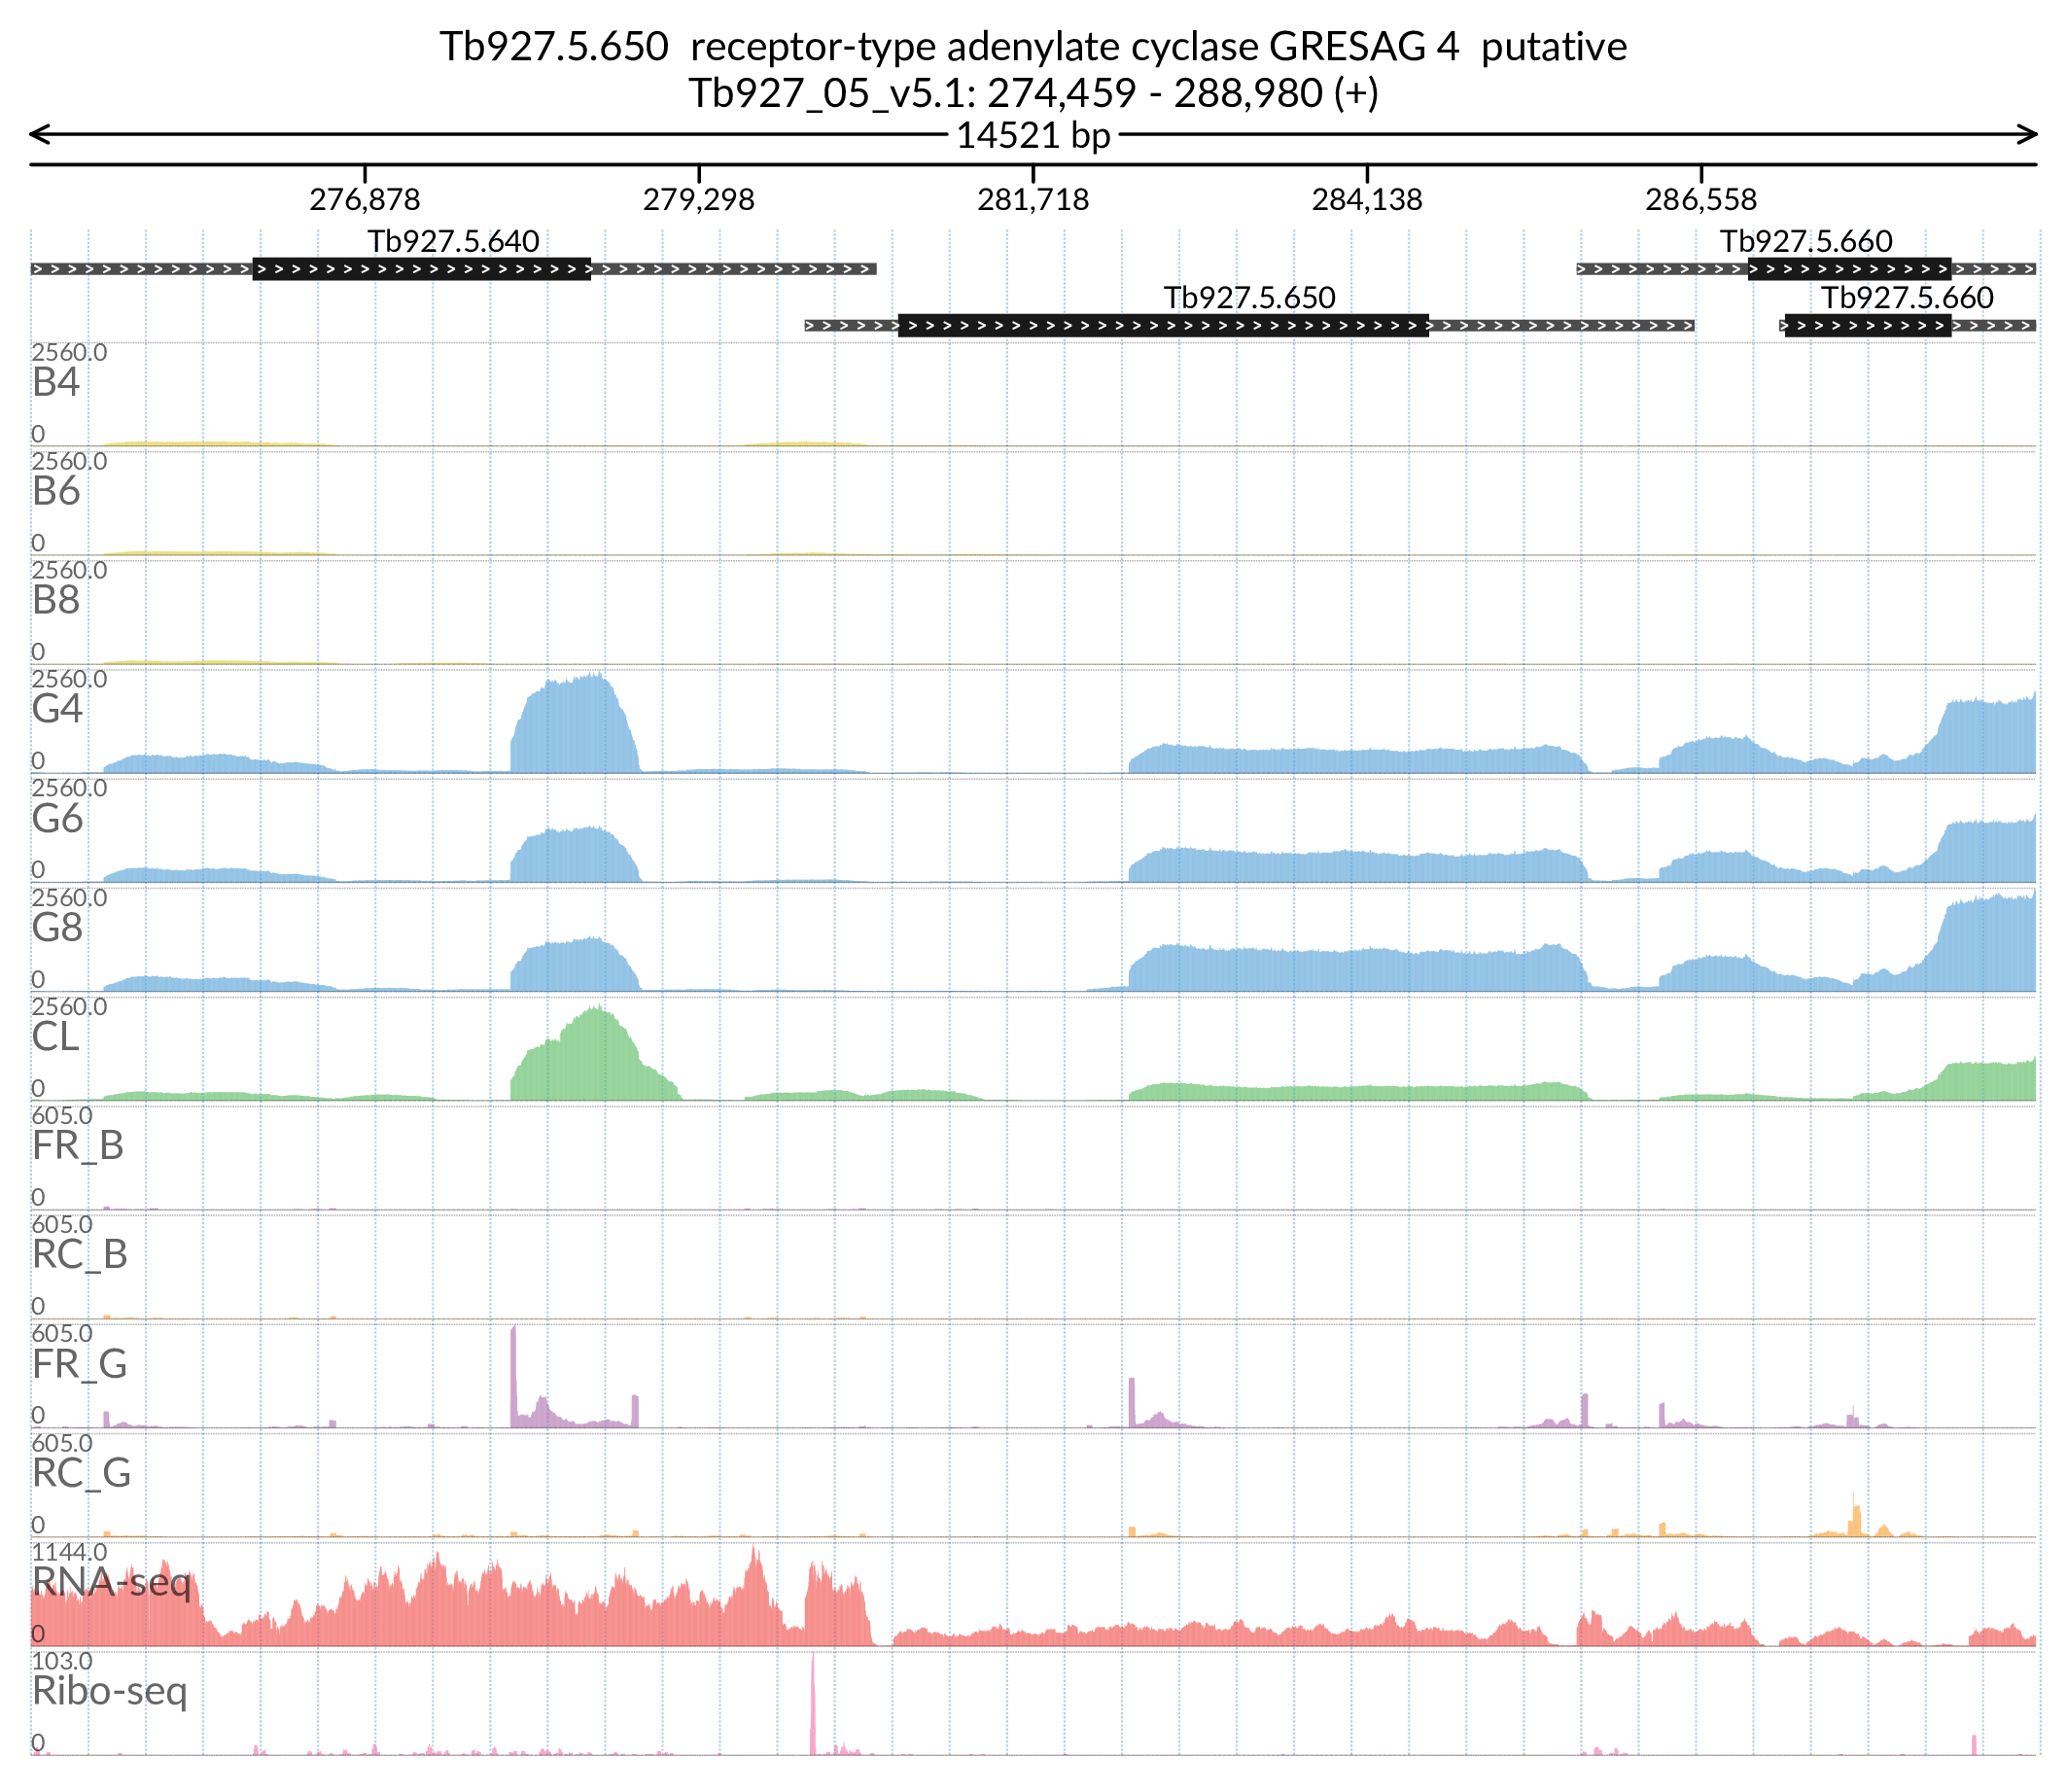 Tb927.5.650 receptor-type adenylate cyclase GRESAG 4 putative
Tb927_05_v5.1: 274,459 - 288,980 (+)
14521 bp
276,878 279,298 281,718 284,138 286,558
Tb927.5.640 Tb927.5.660
Tb927.5.650 Tb927.5.660
2560.0
B4
0
2560.0
B6
0
2560.0
B8
0
2560.0
G4
0
2560.0
G6
0
2560.0
G8
0
2560.0
CL
0
605.0
FR_B
0
605.0
RC_B
0
605.0
FR_G
0
605.0
RC_G
0
1144.0
RNA-seq
0
103.0
Ribo-seq
0